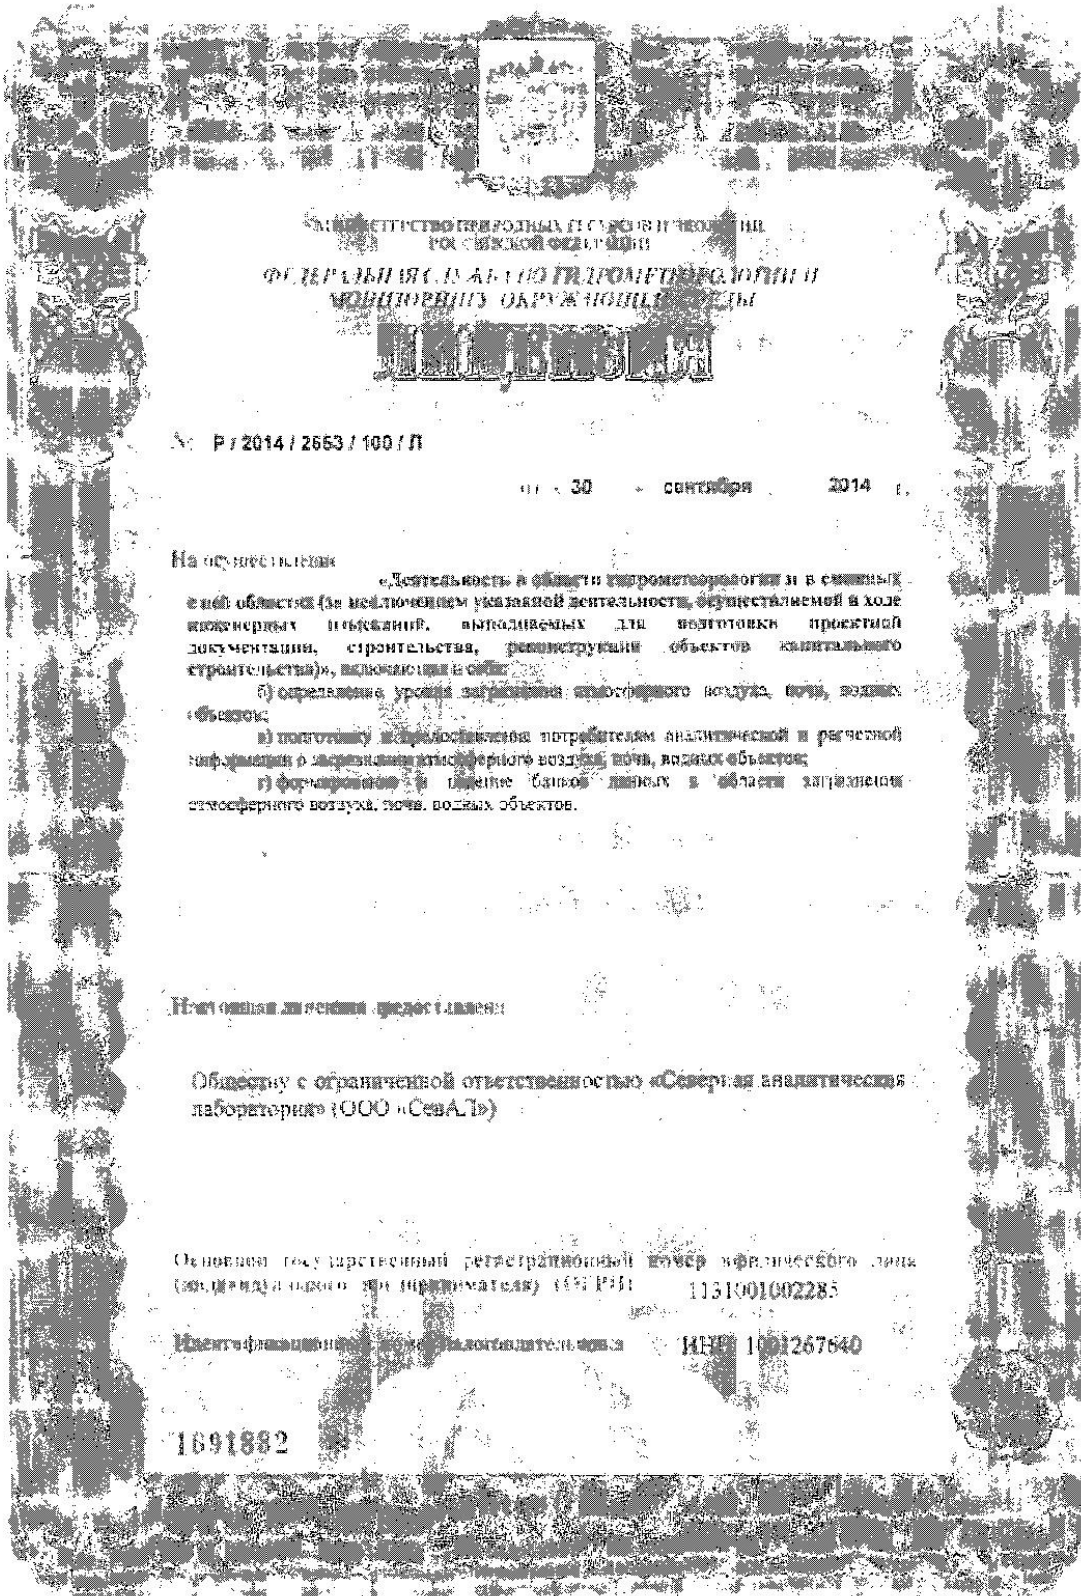 МИНИСТЕРСТВО ПРИРОДНЫХ РЕСУРСОВ И ЭКОЛОГИИ
РОССИЙСКОЙ ФЕДЕРАЦИИ
ФЕДЕРАЛЬНАЯ СЛУЖБА ПО ГИДРОМЕТЕОРОЛОГИИ И
МОНИТОРИНГУ ОКРУЖАЮЩЕЙ СРЕДЫ
ЛИЦЕНЗИЯ
№ Р / 2014 / 2663 / 100 / Л
от « 30 » сентября 2014 г.
На осуществление
«Деятельность в области гидрометеорологии и в смежных
с ней областях (за исключением указанной деятельности, осуществляемой в ходе
инженерных изысканий, выполняемых для подготовки проектной
документации, строительства, реконструкции объектов капитального
строительства)», включающая в себя:
б) определение уровня загрязнения атмосферного воздуха, почв, водных
объектов;
в) подготовку и предоставление потребителям аналитической и расчетной
информации о загрязнении атмосферного воздуха, почв, водных объектов;
г) формирование и ведение банков данных в области загрязнения
атмосферного воздуха, почв, водных объектов.
Настоящая лицензия предоставлена
Обществу с ограниченной ответственностью «Северная аналитическая
лаборатория» (ООО «СевАЛ»)
Основной государственный регистрационный номер юридического лица
(индивидуального предпринимателя) (ОГРН) 1131001002285
Идентификационный номер налогоплательщика ИНН 1001267640
1691882